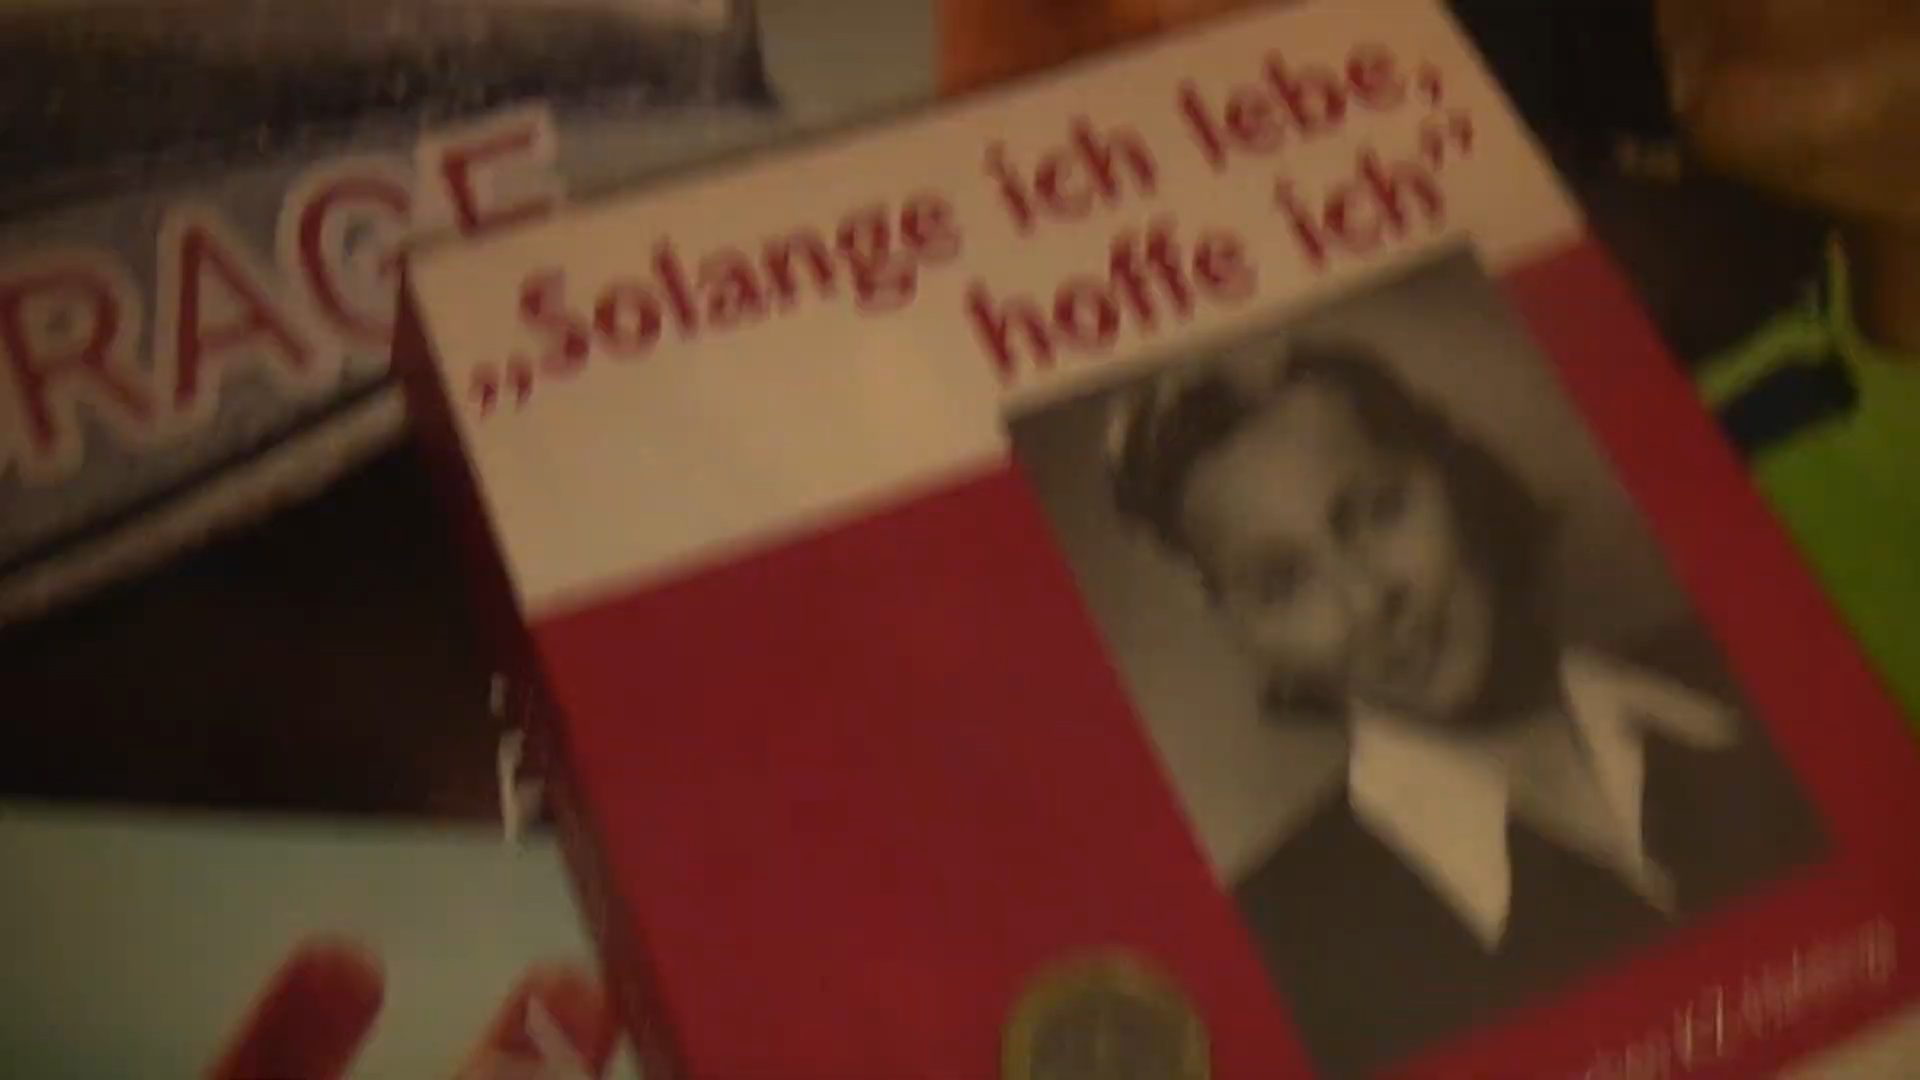 RAGE
„Solange ich lebe,
hoffe ich”